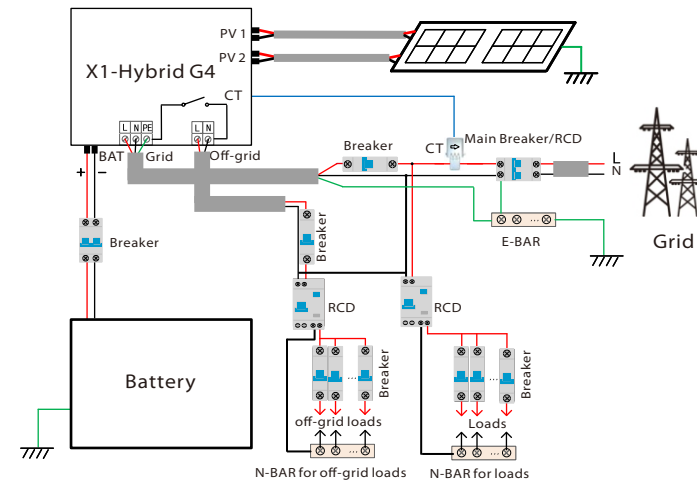 PV 1
PV 2
X1-Hybrid G4
CT
L N PE
L N
BAT
Grid
Off-grid
+ −
Breaker
CT
Main Breaker/RCD
L
N
E-BAR
Grid
Breaker
Breaker
RCD
RCD
Battery
Breaker
Breaker
off-grid loads
Loads
N-BAR for off-grid loads
N-BAR for loads